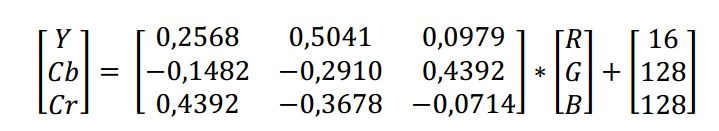 Y 0,2568 0,5041 0,0979 R 16
Cb = −0,1482 −0,2910 0,4392 * G + 128
Cr 0,4392 −0,3678 −0,0714 B 128